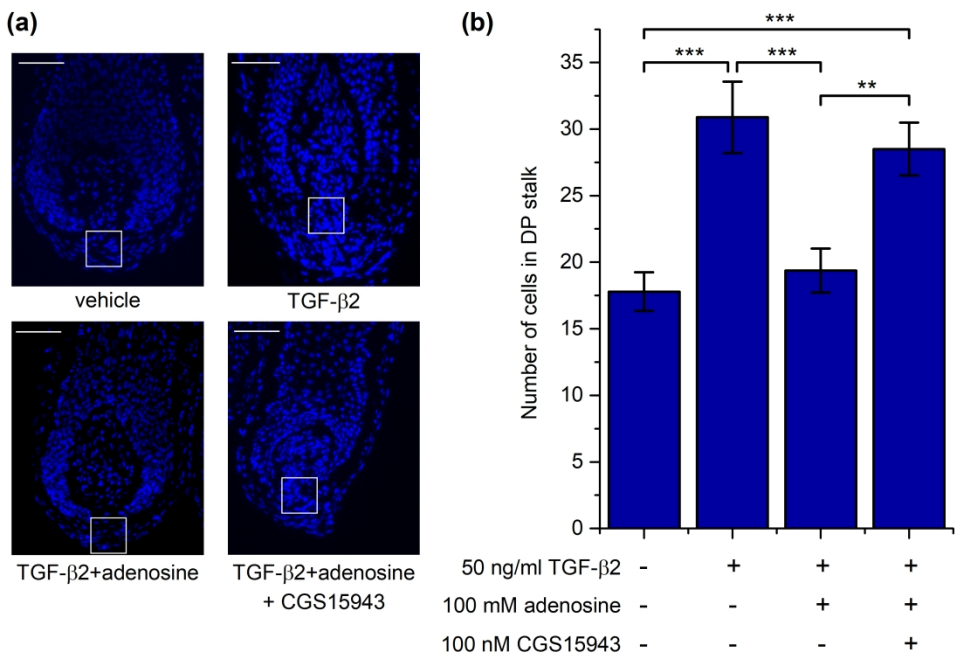 (a)
vehicle
TGF-β2
TGF-β2+adenosine
TGF-β2+adenosine
+ CGS15943
(b)
***
***
***
**
Number of cells in DP stalk
35
30
25
20
15
10
5
0
50 ng/ml TGF-β2 - + + +
100 mM adenosine - - + +
100 nM CGS15943 - - - +